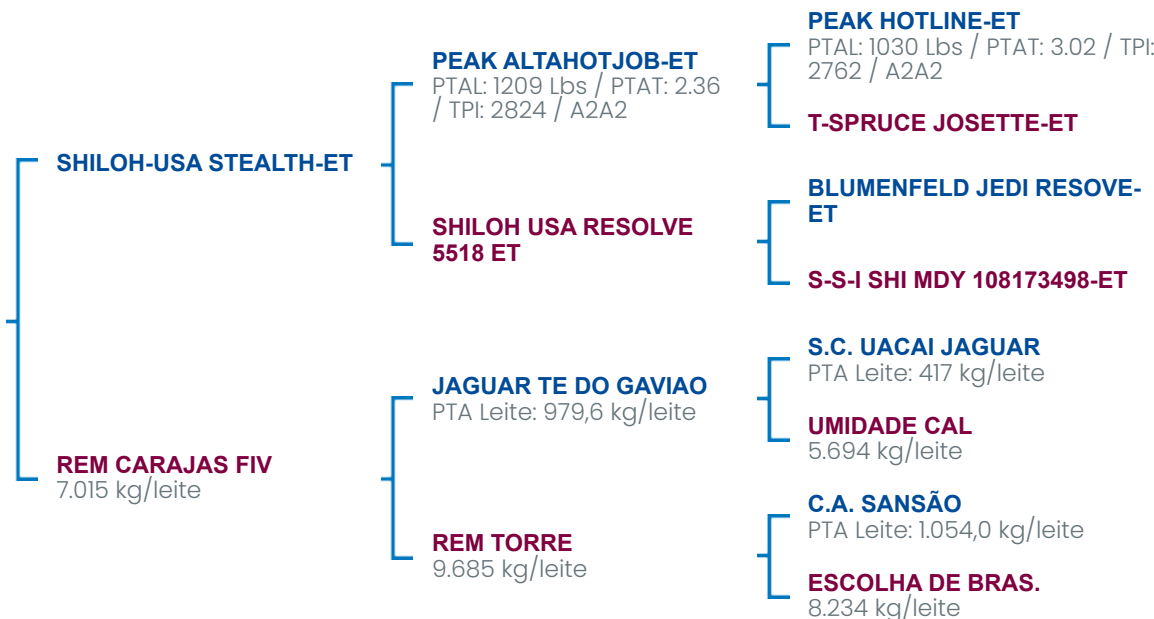 SHILOH-USA STEALTH-ET
REM CARAJAS FIV
7.015 kg/leite
PEAK ALTAHOTJOB-ET
PTAL: 1209 Lbs / PTAT: 2.36
/ TPI: 2824 / A2A2
SHILOH USA RESOLVE
5518 ET
JAGUAR TE DO GAVIAO
PTA Leite: 979,6 kg/leite
REM TORRE
9.685 kg/leite
PEAK HOTLINE-ET
PTAL: 1030 Lbs / PTAT: 3.02 / TPI:
2762 / A2A2
T-SPRUCE JOSETTE-ET
BLUMENFELD JEDI RESOVE-
ET
S-S-I SHI MDY 108173498-ET
S.C. UACAI JAGUAR
PTA Leite: 417 kg/leite
UMIDADE CAL
5.694 kg/leite
C.A. SANSÃO
PTA Leite: 1.054,0 kg/leite
ESCOLHA DE BRAS.
8.234 kg/leite